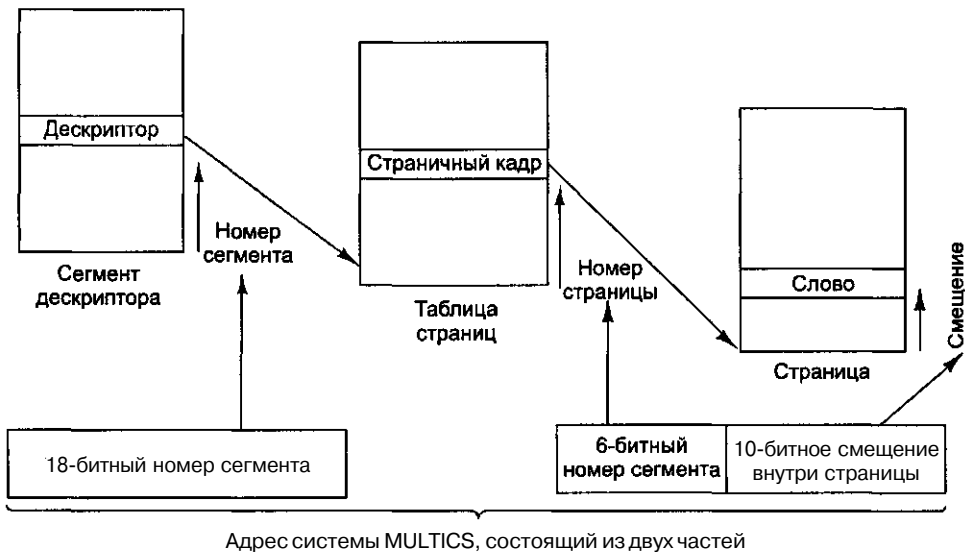 Дескриптор
Номер
сегмента
Сегмент
дескриптора
Страничный кадр
Номер
страницы
Таблица
страниц
Слово
Смещение
Страница
18-битный номер сегмента
6-битный
номер сегмента
10-битное смещение
внутри страницы
Адрес системы MULTICS, состоящий из двух частей